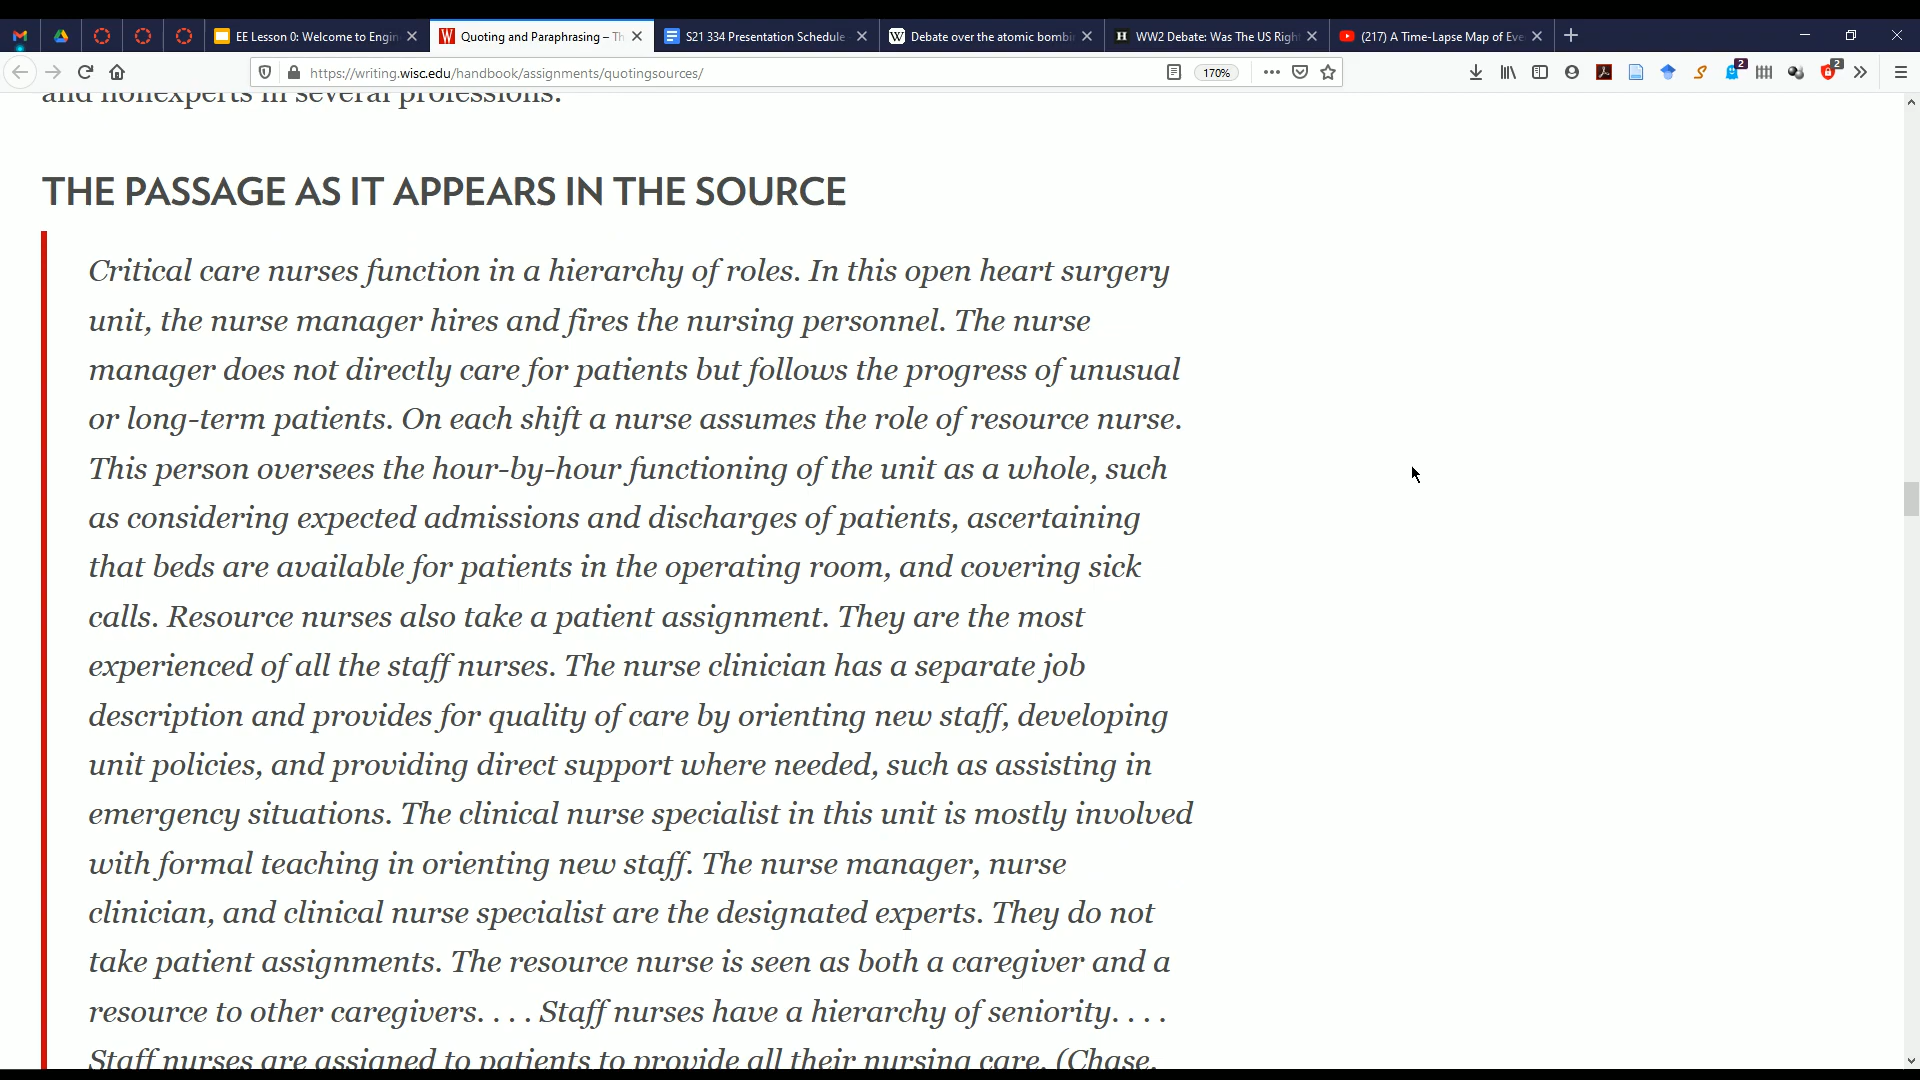 EE Lesson 0: Welcome to Engin
Quoting and Paraphrasing – Th
S21 334 Presentation Schedule
Debate over the atomic bombi
WW2 Debate: Was The US Righ
(217) A Time-Lapse Map of Eve
https://writing.wisc.edu/handbook/assignments/quotingsources/
170%
2
2
and nonexperts in several professions.
THE PASSAGE AS IT APPEARS IN THE SOURCE
Critical care nurses function in a hierarchy of roles. In this open heart surgery
unit, the nurse manager hires and fires the nursing personnel. The nurse
manager does not directly care for patients but follows the progress of unusual
or long-term patients. On each shift a nurse assumes the role of resource nurse.
This person oversees the hour-by-hour functioning of the unit as a whole, such
as considering expected admissions and discharges of patients, ascertaining
that beds are available for patients in the operating room, and covering sick
calls. Resource nurses also take a patient assignment. They are the most
experienced of all the staff nurses. The nurse clinician has a separate job
description and provides for quality of care by orienting new staff, developing
unit policies, and providing direct support where needed, such as assisting in
emergency situations. The clinical nurse specialist in this unit is mostly involved
with formal teaching in orienting new staff. The nurse manager, nurse
clinician, and clinical nurse specialist are the designated experts. They do not
take patient assignments. The resource nurse is seen as both a caregiver and a
resource to other caregivers. . . . Staff nurses have a hierarchy of seniority. . . .
Staff nurses are assigned to patients to provide all their nursing care. (Chase,